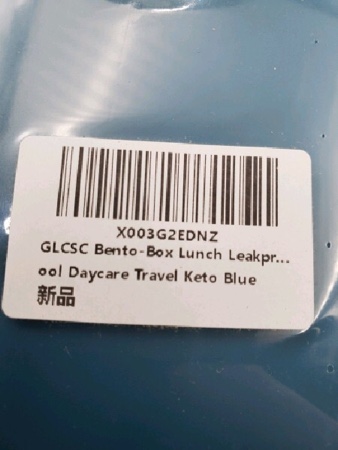 X003G2EDNZ
GLCSC Bento-Box Lunch Leakpr...
ool Daycare Travel Keto Blue
新品